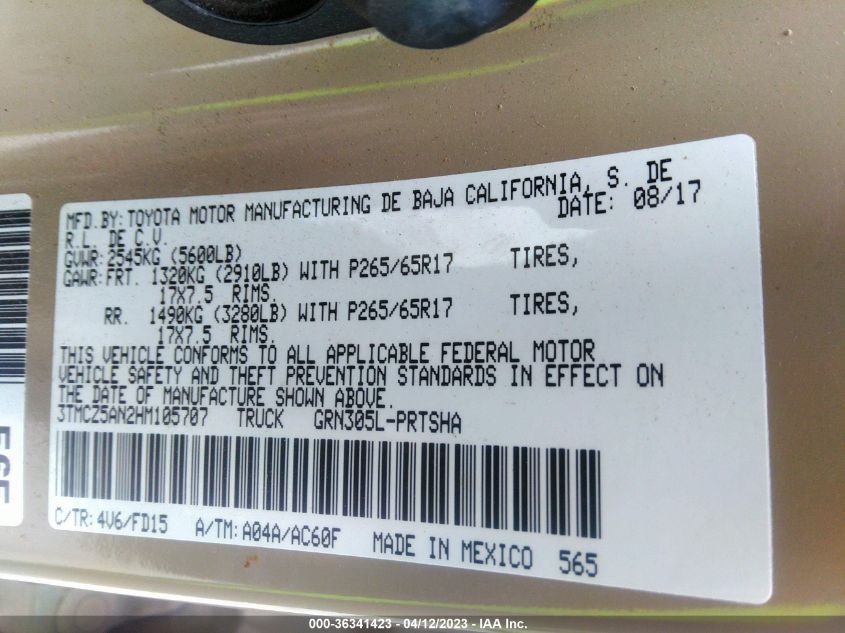 MFD.BY: TOYOTA MOTOR MANUFACTURING DE BAJA CALIFORNIA, S. DE
R.L. DE C.V. DATE: 08/17
GVWR: 2545KG (5600LB)
GAWR: FRT. 1320KG (2910LB) WITH P265/65R17 TIRES,
17X7.5 RIMS.
RR. 1490KG (3280LB) WITH P265/65R17 TIRES,
17X7.5 RIMS.
THIS VEHICLE CONFORMS TO ALL APPLICABLE FEDERAL MOTOR
VEHICLE SAFETY AND THEFT PREVENTION STANDARDS IN EFFECT ON
THE DATE OF MANUFACTURE SHOWN ABOVE.
3TMCZ5AN2HM105707 TRUCK GRN305L-PRTSHA
C/TR: 4V6/FD15 A/TM: A04A/AC60F MADE IN MEXICO 565
000-36341423 - 04/12/2023 - IAA Inc.